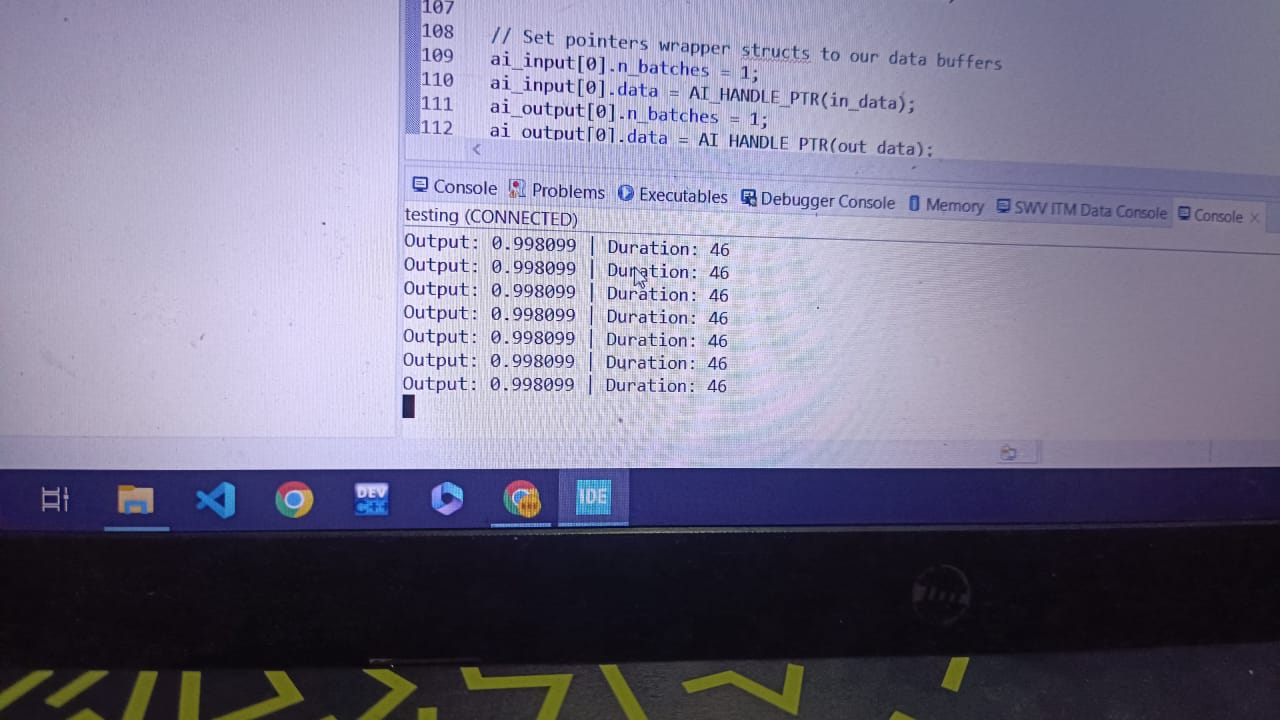 107
108 // Set pointers wrapper structs to our data buffers
109 ai_input[0].n_batches = 1;
110 ai_input[0].data = AI_HANDLE_PTR(in_data);
111 ai_output[0].n_batches = 1;
112 ai_output[0].data = AI_HANDLE_PTR(out_data);
Console Problems Executables Debugger Console Memory SWV ITM Data Console Console
testing (CONNECTED)
Output: 0.998099 | Duration: 46
Output: 0.998099 | Duration: 46
Output: 0.998099 | Duration: 46
Output: 0.998099 | Duration: 46
Output: 0.998099 | Duration: 46
Output: 0.998099 | Duration: 46
Output: 0.998099 | Duration: 46
DEV IDE